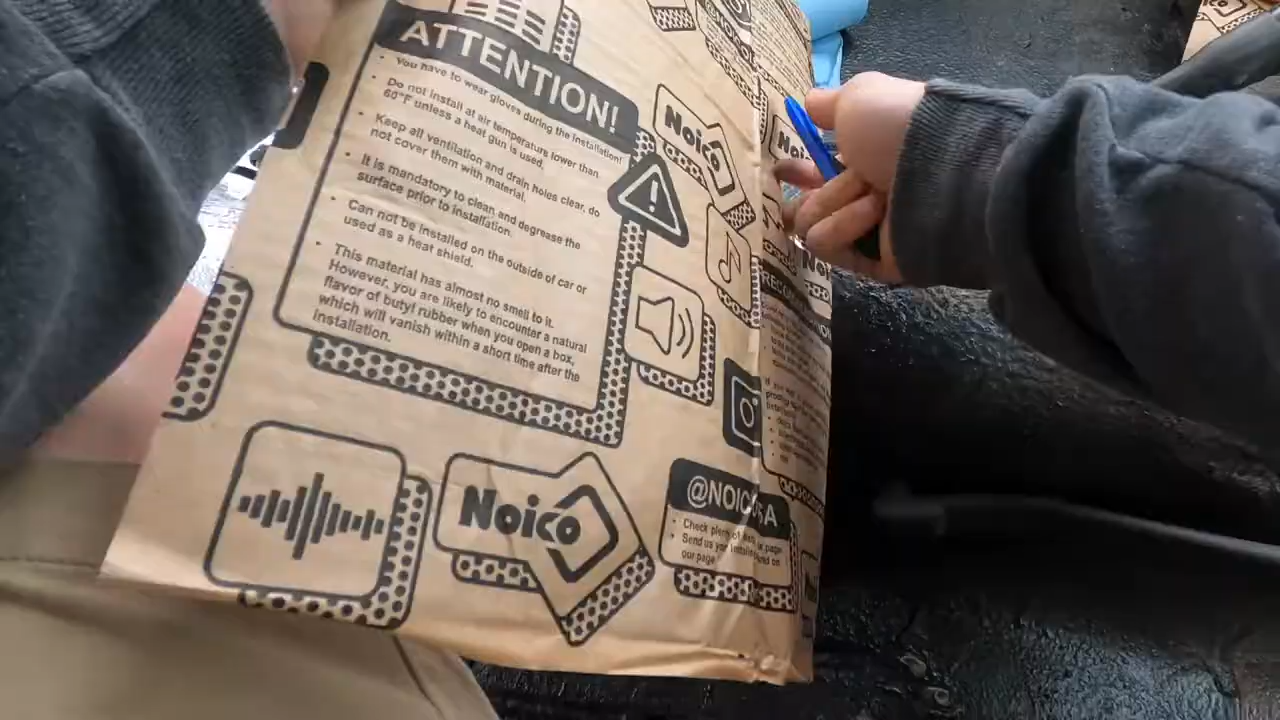 ATTENTION!
You have to wear gloves during the installation!
Do not install at air temperature lower than
60°F unless a heat gun is used.
Keep all ventilation and drain holes clear, do
not cover them with material.
It is mandatory to clean and degrease the
surface prior to installation.
Can not be installed on the outside of car or
used as a heat shield.
This material has almost no smell to it.
However, you are likely to encounter a natural
flavor of butyl rubber when you open a box,
which will vanish within a short time after the
installation.
Noico
Noico
@NOICO
Check
page
Send us your
on
our page